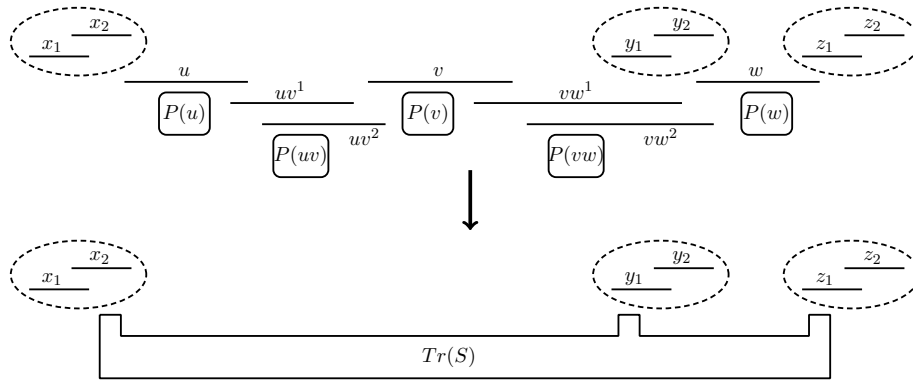 x₂ y₂ z₂
x₁ y₁ z₁
u v w
uv¹ vw¹
P(u) P(v) P(w)
uv² vw²
P(uv) P(vw)
x₂ y₂ z₂
x₁ y₁ z₁
Tr(S)